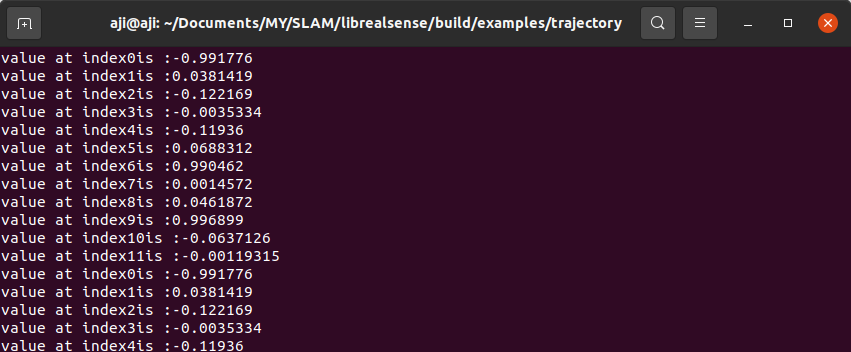 aji@aji: ~/Documents/MY/SLAM/librealsense/build/examples/trajectory
value at index0is :-0.991776
value at index1is :0.0381419
value at index2is :-0.122169
value at index3is :-0.0035334
value at index4is :-0.11936
value at index5is :0.0688312
value at index6is :0.990462
value at index7is :0.0014572
value at index8is :0.0461872
value at index9is :0.996899
value at index10is :-0.0637126
value at index11is :-0.00119315
value at index0is :-0.991776
value at index1is :0.0381419
value at index2is :-0.122169
value at index3is :-0.0035334
value at index4is :-0.11936